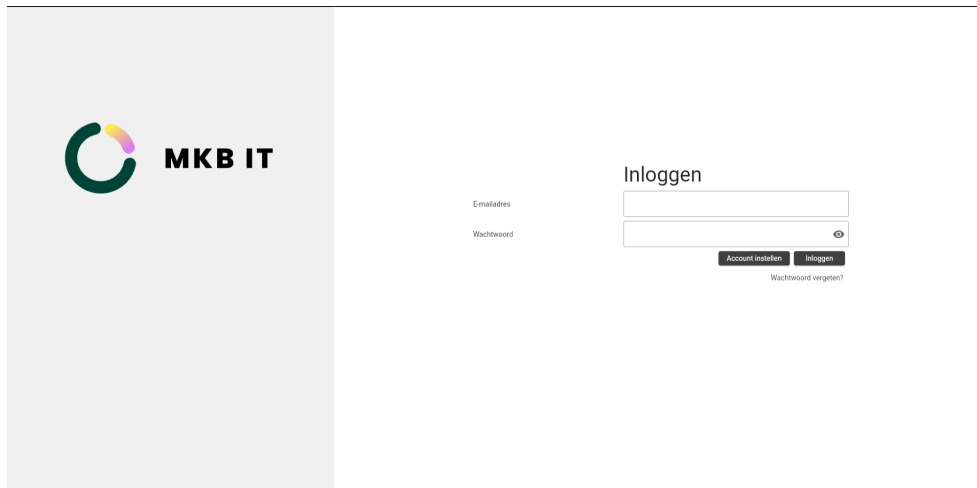 MKB IT
Inloggen
E-mailadres
Wachtwoord
Account instellen
Inloggen
Wachtwoord vergeten?